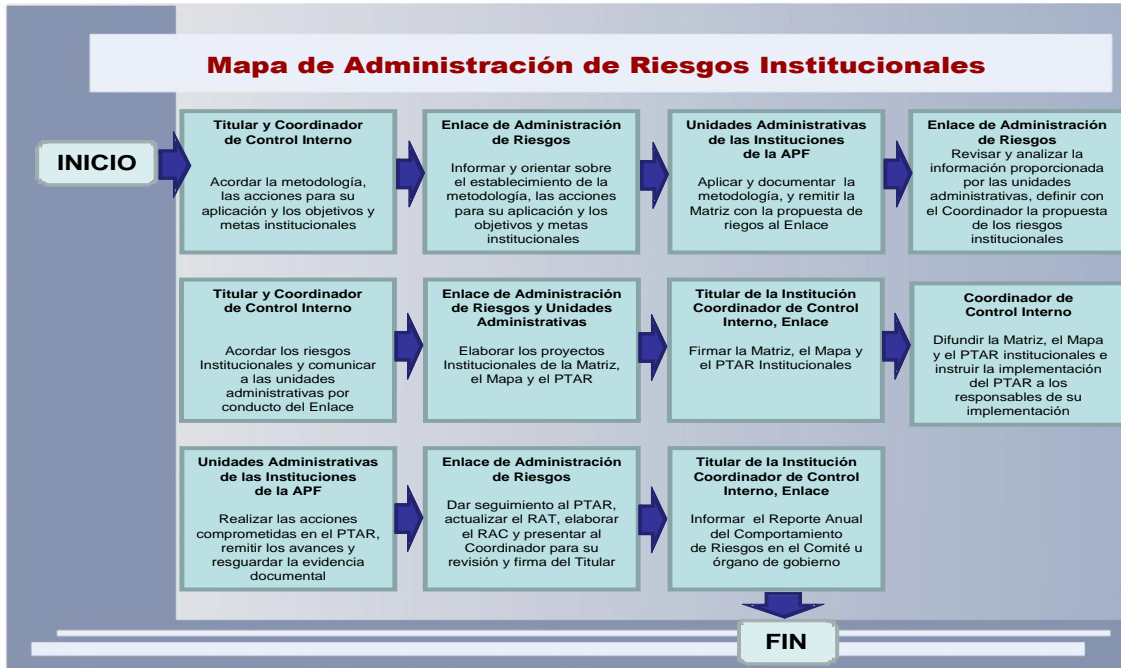 Mapa de Administración de Riesgos Institucionales
INICIO
Titular y Coordinador
de Control Interno
Acordar la metodología,
las acciones para su
aplicación y los objetivos y
metas institucionales
Enlace de Administración
de Riesgos
Informar y orientar sobre
el establecimiento de la
metodología, las acciones
para su aplicación y los
objetivos y metas
institucionales
Unidades Administrativas
de las Instituciones
de la APF
Aplicar y documentar la
metodología, y remitir la
Matriz con la propuesta de
riegos al Enlace
Enlace de Administración
de Riesgos
Revisar y analizar la
información proporcionada
por las unidades
administrativas, definir con
el Coordinador la propuesta
de los riesgos
institucionales
Titular y Coordinador
de Control Interno
Acordar los riesgos
Institucionales y comunicar
a las unidades
administrativas por
conducto del Enlace
Enlace de Administración
de Riesgos y Unidades
Administrativas
Elaborar los proyectos
Institucionales de la Matriz,
el Mapa y el PTAR
Titular de la Institución
Coordinador de Control
Interno, Enlace
Firmar la Matriz, el Mapa y
el PTAR Institucionales
Coordinador de
Control Interno
Difundir la Matriz, el Mapa
y el PTAR institucionales e
instruir la implementación
del PTAR a los
responsables de su
implementación
Unidades Administrativas
de las Instituciones
de la APF
Realizar las acciones
comprometidas en el PTAR,
remitir los avances y
resguardar la evidencia
documental
Enlace de Administración
de Riesgos
Dar seguimiento al PTAR,
actualizar el RAT, elaborar
el RAC y presentar al
Coordinador para su
revisión y firma del Titular
Titular de la Institución
Coordinador de Control
Interno, Enlace
Informar el Reporte Anual
del Comportamiento
de Riesgos en el Comité u
órgano de gobierno
FIN